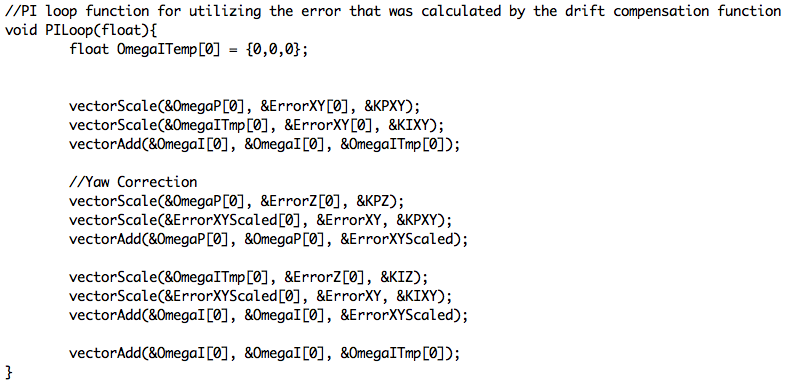 //PI loop function for utilizing the error that was calculated by the drift compensation function
void PILoop(float){
float OmegaITemp[0] = {0,0,0};
vectorScale(&OmegaP[0], &ErrorXY[0], &KPXY);
vectorScale(&OmegaITmp[0], &ErrorXY[0], &KIXY);
vectorAdd(&OmegaI[0], &OmegaI[0], &OmegaITmp[0]);
//Yaw Correction
vectorScale(&OmegaP[0], &ErrorZ[0], &KPZ);
vectorScale(&ErrorXYScaled[0], &ErrorXY, &KPXY);
vectorAdd(&OmegaP[0], &OmegaP[0], &ErrorXYScaled);
vectorScale(&OmegaITmp[0], &ErrorZ[0], &KIZ);
vectorScale(&ErrorXYScaled[0], &ErrorXY, &KIXY);
vectorAdd(&OmegaI[0], &OmegaI[0], &ErrorXYScaled);
vectorAdd(&OmegaI[0], &OmegaI[0], &OmegaITmp[0]);
}